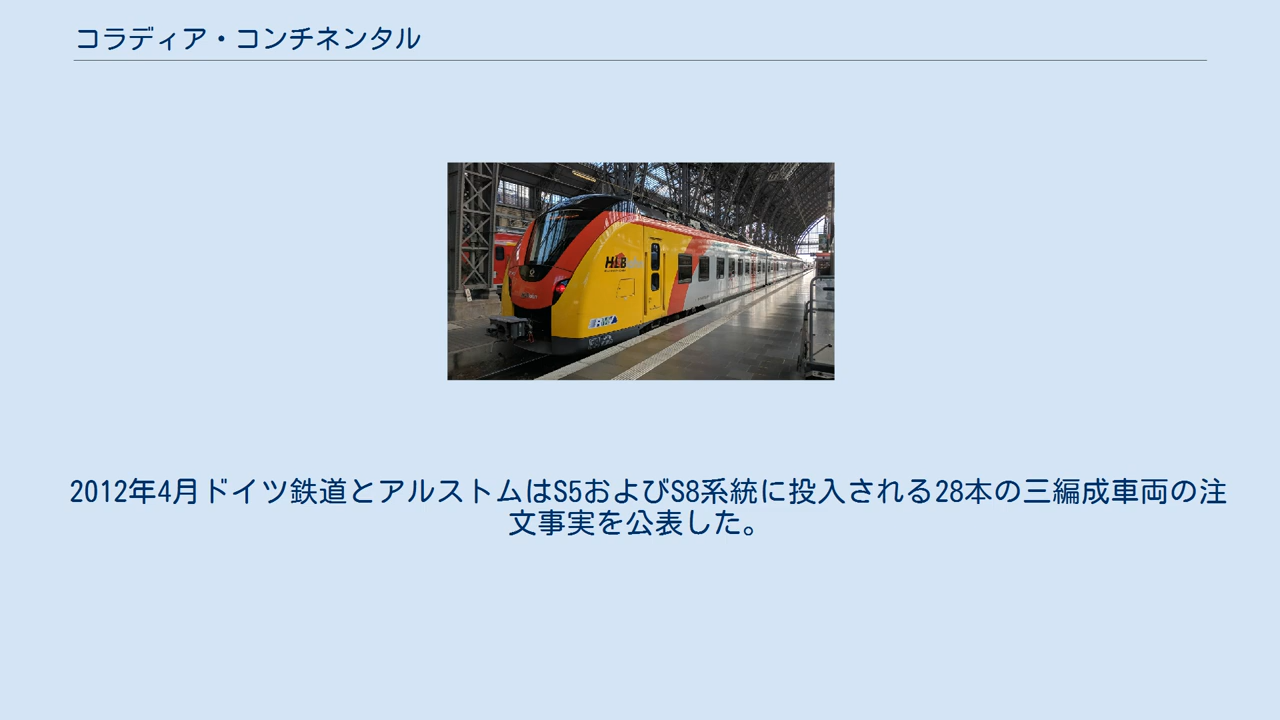 コラディア・コンチネンタル
HLB
2012年4月ドイツ鉄道とアルストムはS5およびS8系統に投入される28本の三編成車両の注
文事実を公表した。